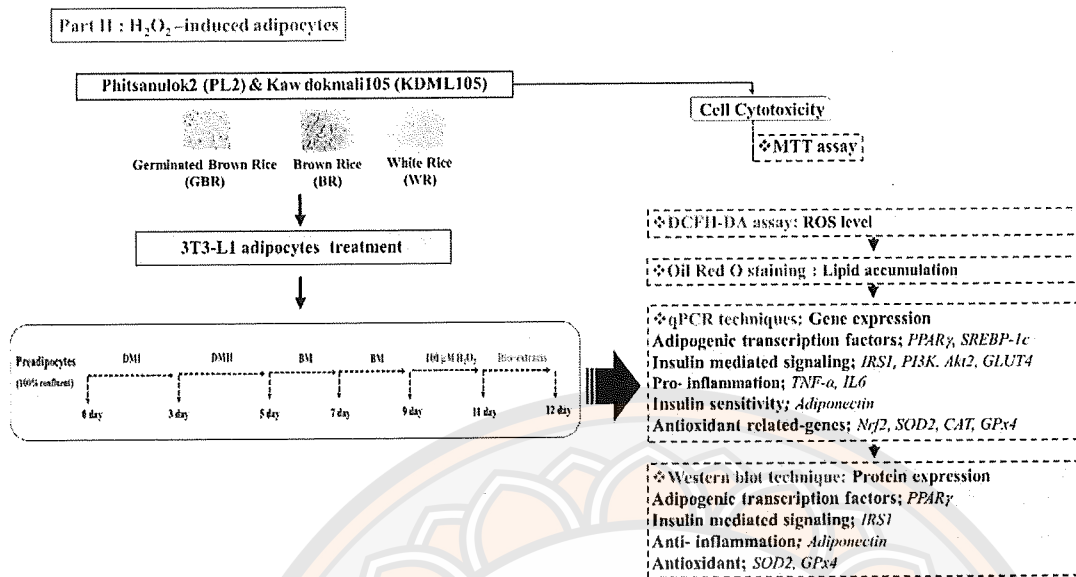 Part II : H₂O₂ –induced adipocytes
Phitsanulok2 (PL2) & Kaw dokmali105 (KDML105)
Germinated Brown Rice
(GBR)
Brown Rice
(BR)
White Rice
(WR)
Cell Cytotoxicity
❖MTT assay
3T3-L1 adipocytes treatment
Preadipocytes
(100% confluent)
DMI
DMII
BM
BM
100 µM H₂O₂
Rice extracts
0 day
3 day
5 day
7 day
9 day
11 day
12 day
❖DCFH-DA assay: ROS level
❖Oil Red O staining : Lipid accumulation
❖qPCR techniques: Gene expression
Adipogenic transcription factors; PPARγ, SREBP-1c
Insulin mediated signaling; IRS1, PI3K, Akt2, GLUT4
Pro- inflammation; TNF-α, IL6
Insulin sensitivity; Adiponectin
Antioxidant related-genes; Nrf2, SOD2, CAT, GPx4
❖Western blot technique: Protein expression
Adipogenic transcription factors; PPARγ
Insulin mediated signaling; IRS1
Anti- inflammation; Adiponectin
Antioxidant; SOD2, GPx4